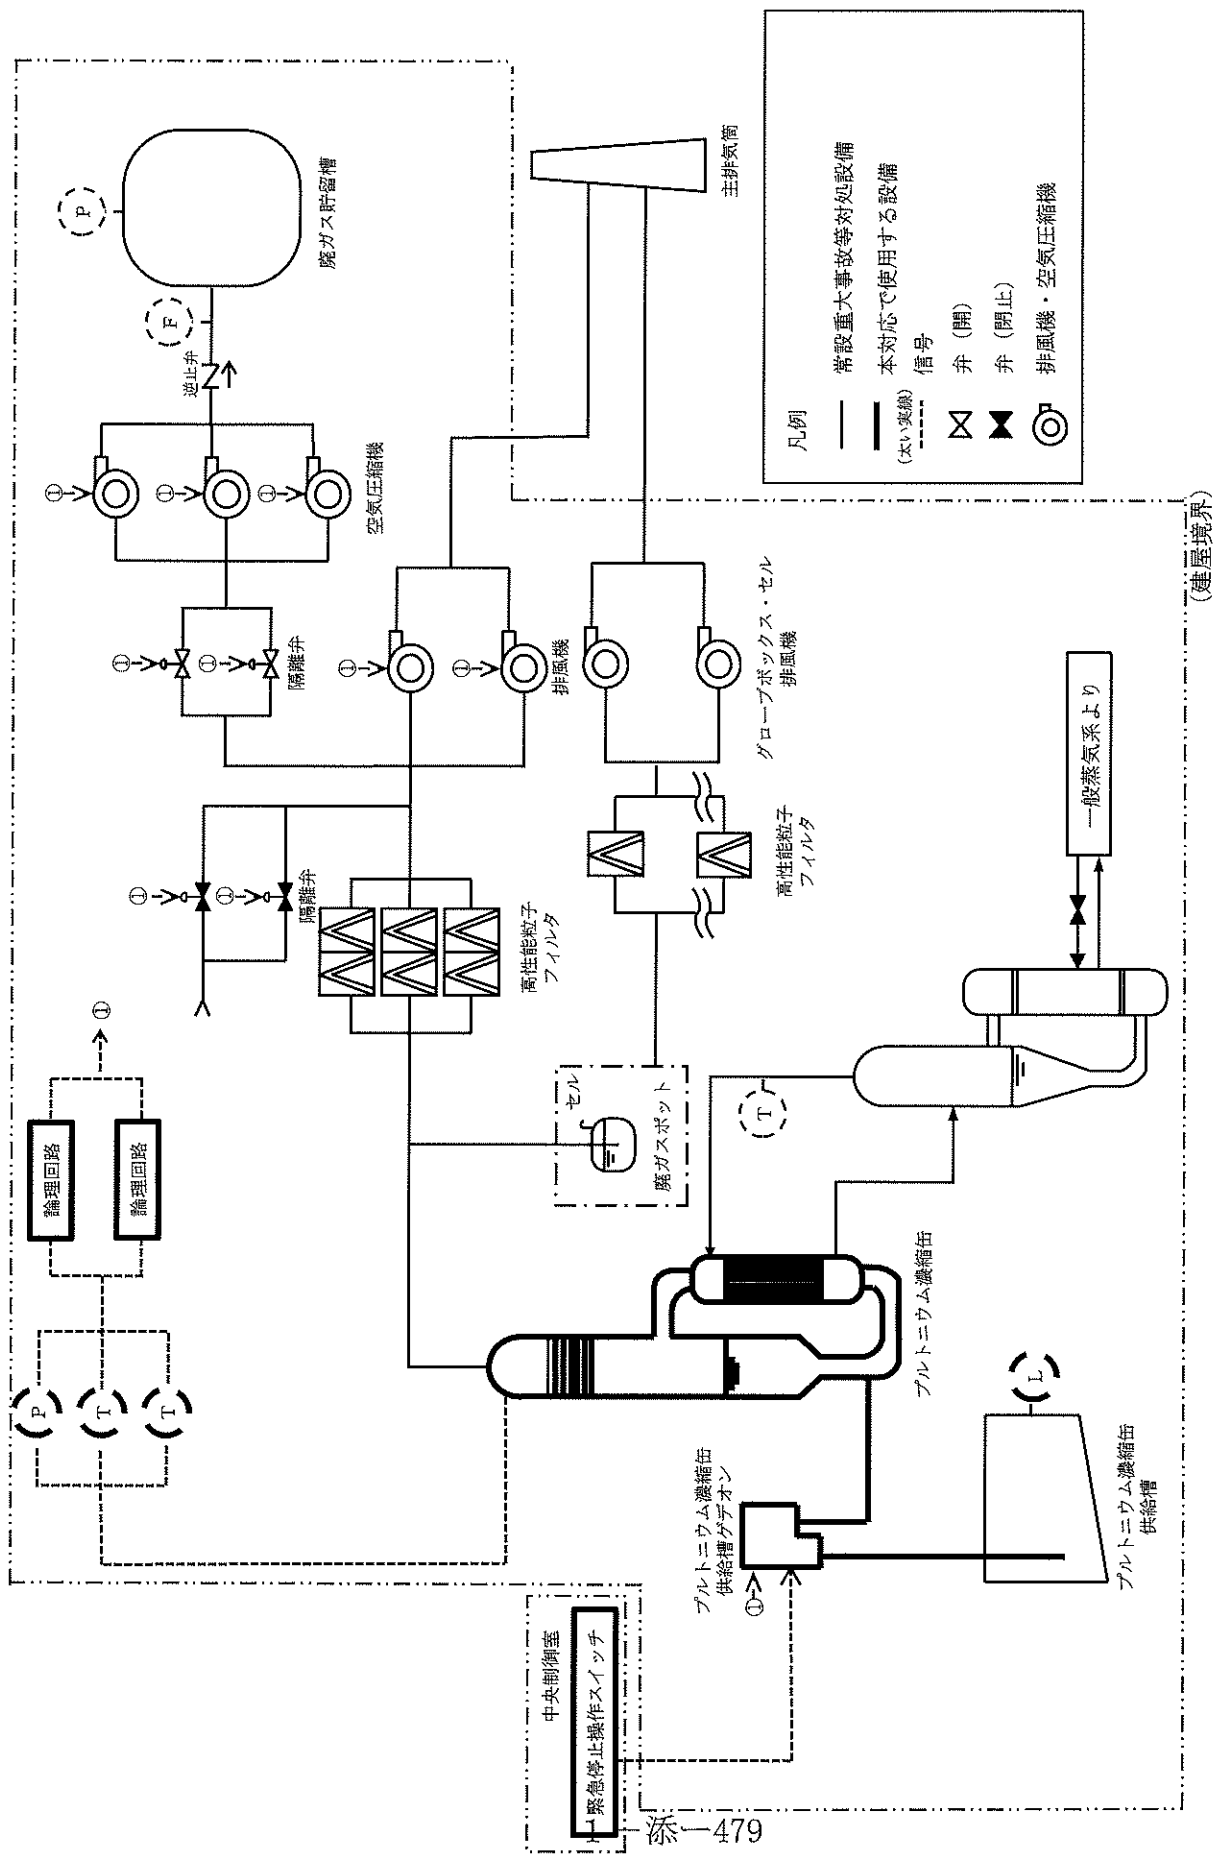 P
廃ガス貯留槽
F
逆止弁
①
①
①
空気圧縮機
①
①
隔離弁
①
①
排風機
主排気筒
グローブボックス・セル
排風機
①
①
隔離弁
高性能粒子
フィルタ
高性能粒子
フィルタ
①
論理回路
論理回路
P
T
T
セル
廃ガスポット
T
一般蒸気系より
プルトニウム濃縮缶
プルトニウム濃縮缶
供給槽ゲデオン
①
L
プルトニウム濃縮缶
供給槽
中央制御室
緊急停止操作スイッチ
(建屋境界)
凡例
常設重大事故等対処設備
本対応で使用する設備
(太い実線)
信号
弁(開)
弁(閉止)
排風機・空気圧縮機
添-479